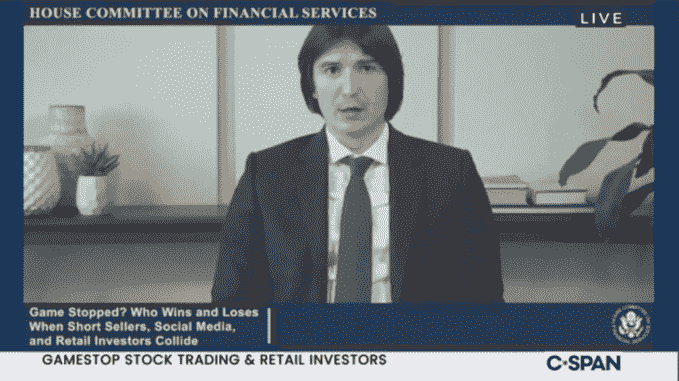 HOUSE COMMITTEE ON FINANCIAL SERVICES
LIVE
Game Stopped? Who Wins and Loses
When Short Sellers, Social Media,
and Retail Investors Collide
GAMESTOP STOCK TRADING & RETAIL INVESTORS
C-SPAN